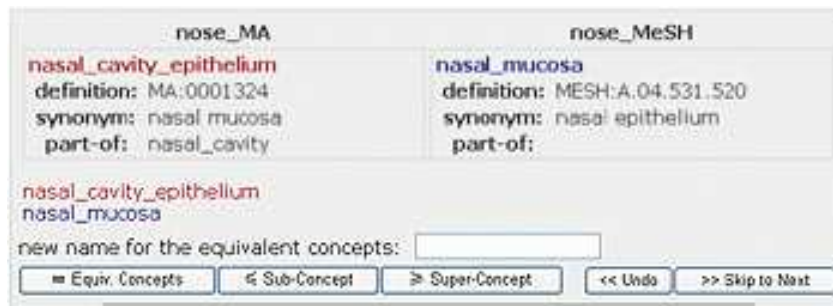 nose_MA nose_MeSH
nasal_cavity_epithelium nasal_mucosa
definition: MA:0001324 definition: MESH:A.04.531.520
synonym: nasal mucosa synonym: nasal epithelium
part-of: nasal_cavity part-of:
nasal_cavity_epithelium
nasal_mucosa
new name for the equivalent concepts:
= Equiv. Concepts ≤ Sub-Concept ≥ Super-Concept << Undo >> Skip to Next